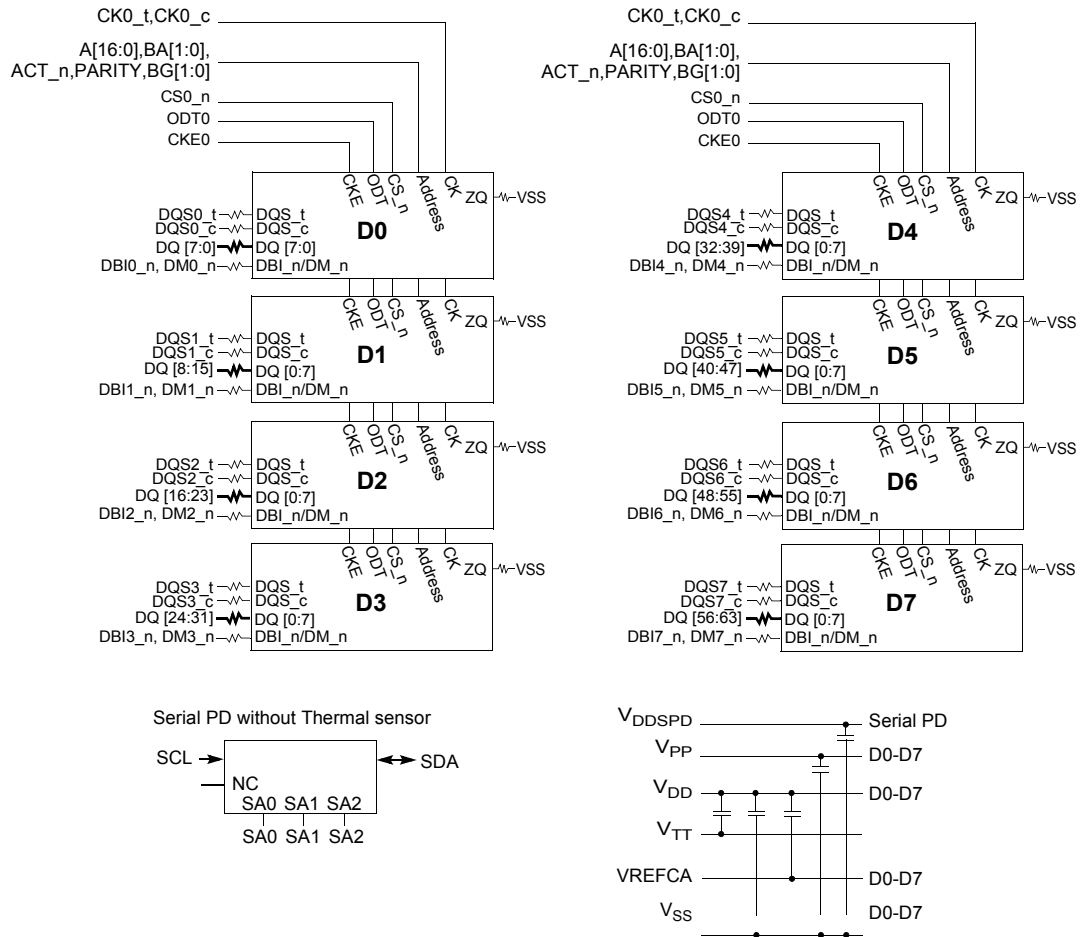 CK0_t,CK0_c
A[16:0],BA[1:0],
ACT_n,PARITY,BG[1:0]
CS0_n
ODT0
CKE0
CKE ODT CS_n Address CK
ZQ VSS
DQS0_t DQS_t
DQS0_c DQS_c
D0
DQ [7:0] DQ [7:0]
DBI0_n, DM0_n DBI_n/DM_n
CKE ODT CS_n Address CK
ZQ VSS
DQS1_t DQS_t
DQS1_c DQS_c
D1
DQ [8:15] DQ [0:7]
DBI1_n, DM1_n DBI_n/DM_n
CKE ODT CS_n Address CK
ZQ VSS
DQS2_t DQS_t
DQS2_c DQS_c
D2
DQ [16:23] DQ [0:7]
DBI2_n, DM2_n DBI_n/DM_n
CKE ODT CS_n Address CK
ZQ VSS
DQS3_t DQS_t
DQS3_c DQS_c
D3
DQ [24:31] DQ [0:7]
DBI3_n, DM3_n DBI_n/DM_n
CK0_t,CK0_c
A[16:0],BA[1:0],
ACT_n,PARITY,BG[1:0]
CS0_n
ODT0
CKE0
CKE ODT CS_n Address CK
ZQ VSS
DQS4_t DQS_t
DQS4_c DQS_c
D4
DQ [32:39] DQ [0:7]
DBI4_n, DM4_n DBI_n/DM_n
CKE ODT CS_n Address CK
ZQ VSS
DQS5_t DQS_t
DQS5_c DQS_c
D5
DQ [40:47] DQ [0:7]
DBI5_n, DM5_n DBI_n/DM_n
CKE ODT CS_n Address CK
ZQ VSS
DQS6_t DQS_t
DQS6_c DQS_c
D6
DQ [48:55] DQ [0:7]
DBI6_n, DM6_n DBI_n/DM_n
CKE ODT CS_n Address CK
ZQ VSS
DQS7_t DQS_t
DQS7_c DQS_c
D7
DQ [56:63] DQ [0:7]
DBI7_n, DM7_n DBI_n/DM_n
Serial PD without Thermal sensor
SCL SDA
NC
SA0 SA1 SA2
SA0 SA1 SA2
VDDSPD Serial PD
VPP D0-D7
VDD D0-D7
VTT
VREFCA D0-D7
VSS D0-D7